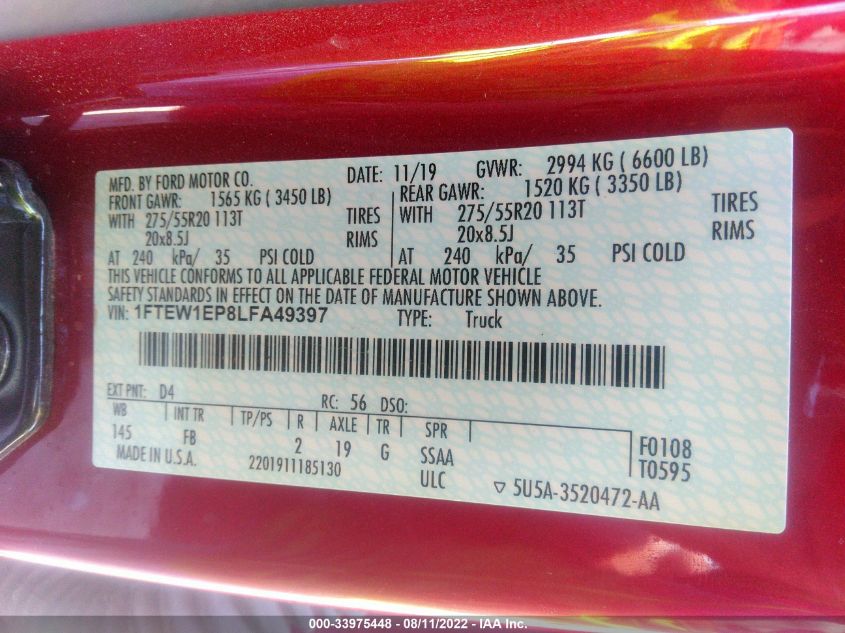 MFD. BY FORD MOTOR CO. DATE: 11/19 GVWR: 2994 KG ( 6600 LB)
FRONT GAWR: 1565 KG ( 3450 LB) REAR GAWR: 1520 KG ( 3350 LB)
WITH 275/55R20 113T TIRES WITH 275/55R20 113T TIRES
20x8.5J RIMS 20x8.5J RIMS
AT 240 kPa/ 35 PSI COLD AT 240 kPa/ 35 PSI COLD
THIS VEHICLE CONFORMS TO ALL APPLICABLE FEDERAL MOTOR VEHICLE
SAFETY STANDARDS IN EFFECT ON THE DATE OF MANUFACTURE SHOWN ABOVE.
VIN: 1FTEW1EP8LFA49397 TYPE: Truck
EXT PNT: D4 RC: 56 DSO:
WB INT TR TP/PS R AXLE TR SPR
145 FB 2 19 G SSAA F0108
MADE IN U.S.A. 2201911185130 ULC T0595
▽ 5U5A-3520472-AA
000-33975448 - 08/11/2022 - IAA Inc.